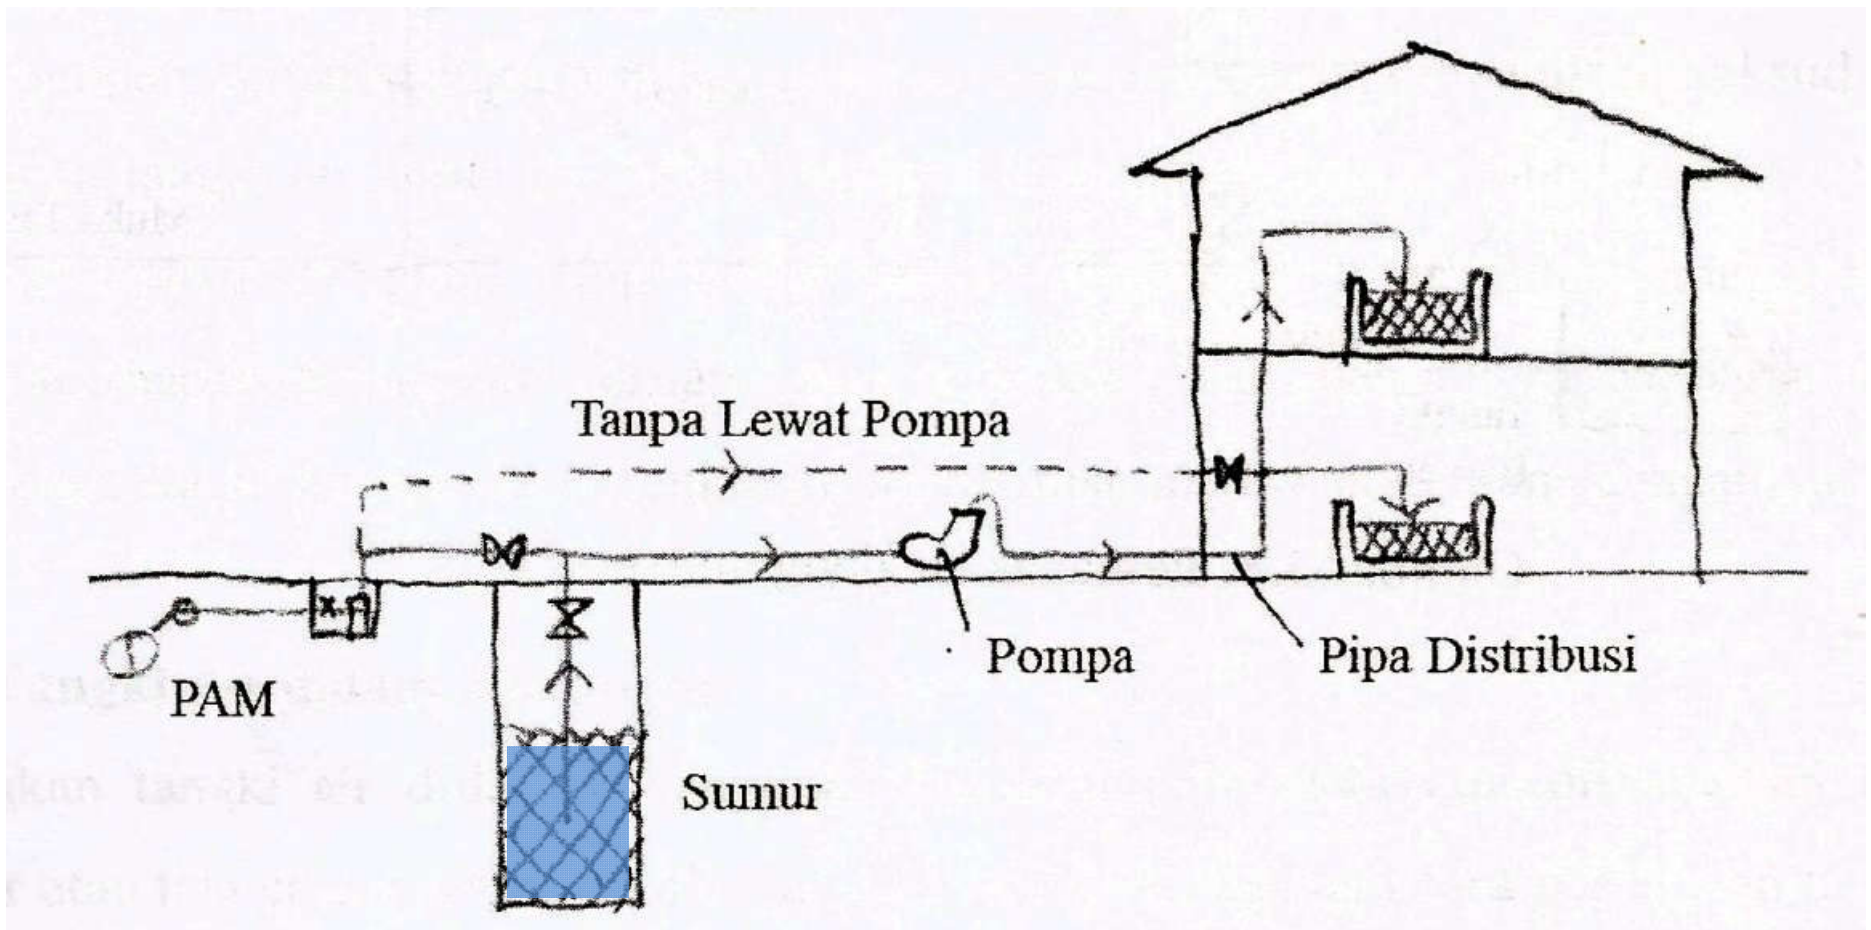 Tanpa Lewat Pompa
Pompa
Pipa Distribusi
PAM
Sumur